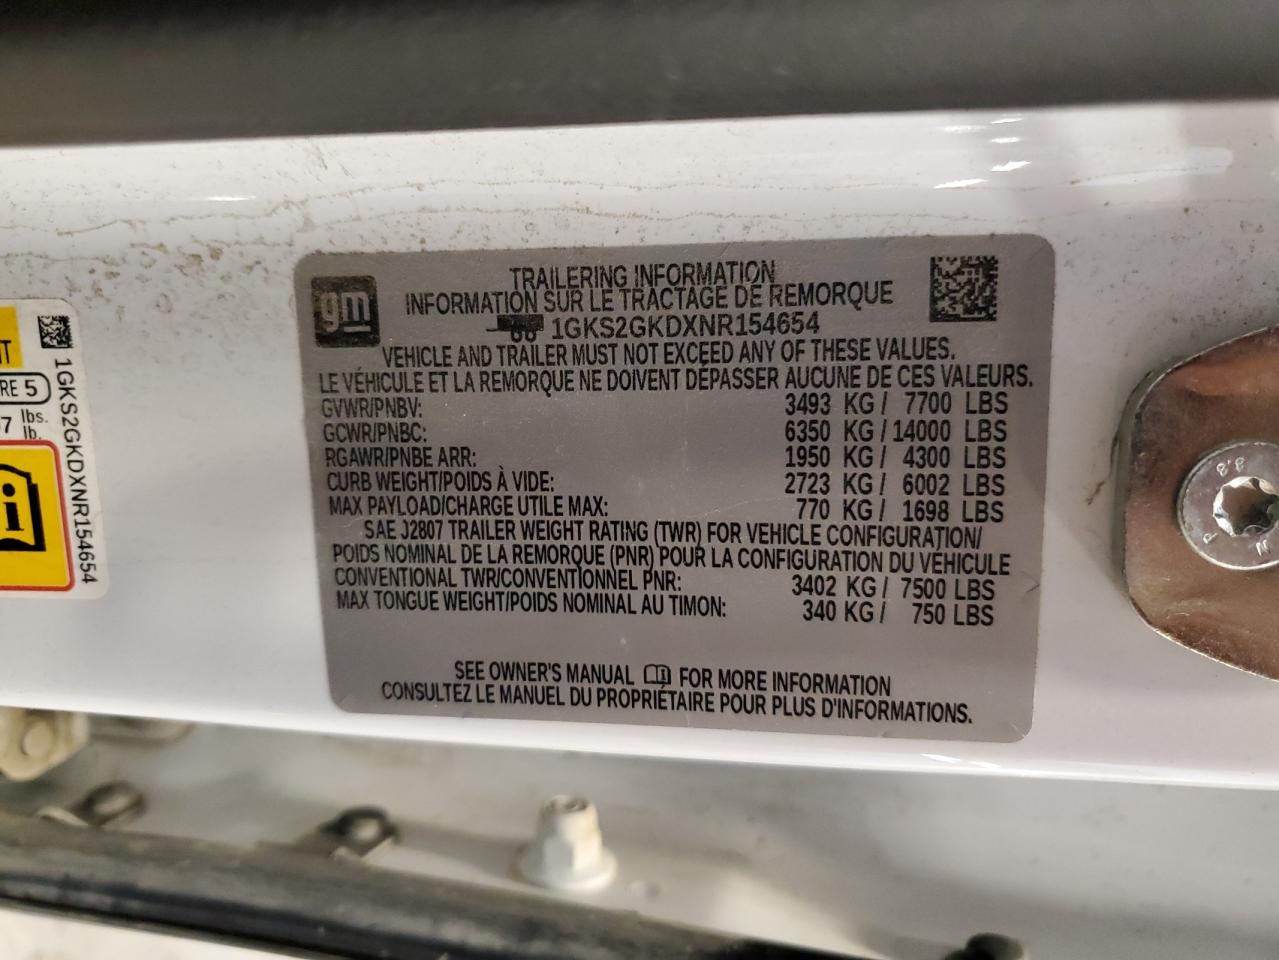 NT
RE 5
7 lbs.
lb.
1GKS2GKDXNR154654
gm
TRAILERING INFORMATION
INFORMATION SUR LE TRACTAGE DE REMORQUE
1GKS2GKDXNR154654
VEHICLE AND TRAILER MUST NOT EXCEED ANY OF THESE VALUES.
LE VÉHICULE ET LA REMORQUE NE DOIVENT DÉPASSER AUCUNE DE CES VALEURS.
GVWR/PNBV: 3493 KG/ 7700 LBS
GCWR/PNBC: 6350 KG/14000 LBS
RGAWR/PNBE ARR: 1950 KG/ 4300 LBS
CURB WEIGHT/POIDS À VIDE: 2723 KG/ 6002 LBS
MAX PAYLOAD/CHARGE UTILE MAX: 770 KG/ 1698 LBS
SAE J2807 TRAILER WEIGHT RATING (TWR) FOR VEHICLE CONFIGURATION/
POIDS NOMINAL DE LA REMORQUE (PNR) POUR LA CONFIGURATION DU VÉHICULE
CONVENTIONAL TWR/CONVENTIONNEL PNR: 3402 KG/ 7500 LBS
MAX TONGUE WEIGHT/POIDS NOMINAL AU TIMON: 340 KG/ 750 LBS
SEE OWNER'S MANUAL FOR MORE INFORMATION
CONSULTEZ LE MANUEL DU PROPRIÉTAIRE POUR PLUS D'INFORMATIONS.
8.8